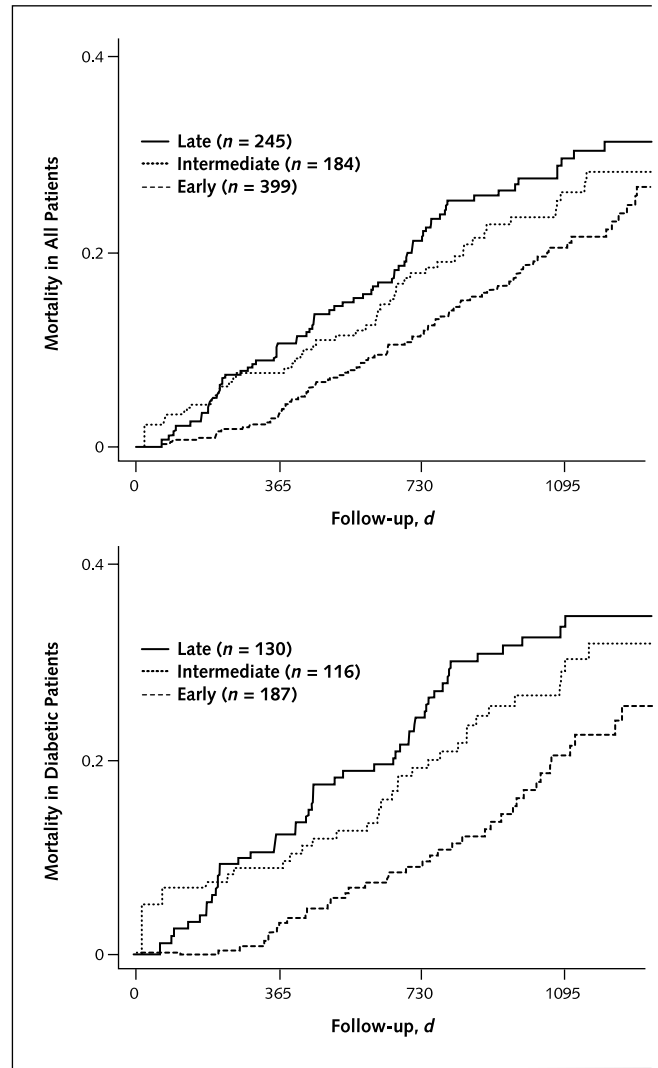 Mortality in All Patients
0.4
0.2
0
Late (n = 245)
Intermediate (n = 184)
Early (n = 399)
0 365 730 1095
Follow-up, d
Mortality in Diabetic Patients
0.4
0.2
0
Late (n = 130)
Intermediate (n = 116)
Early (n = 187)
0 365 730 1095
Follow-up, d